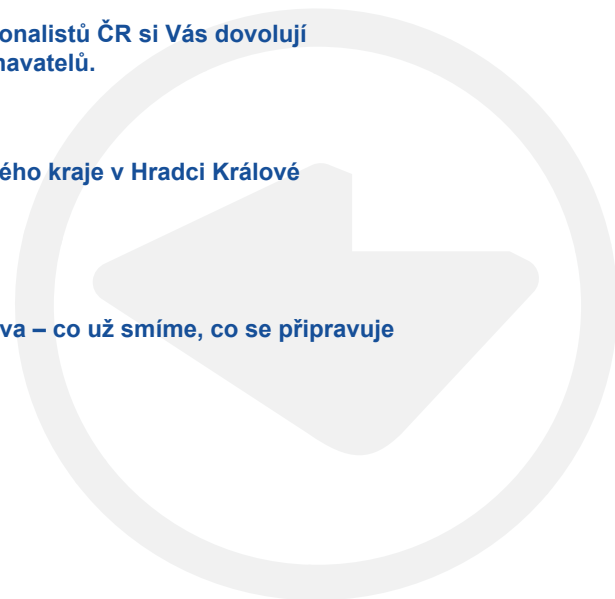 onalistů ČR si Vás dovolují
navatelů.
ého kraje v Hradci Králové
va – co už smíme, co se připravuje